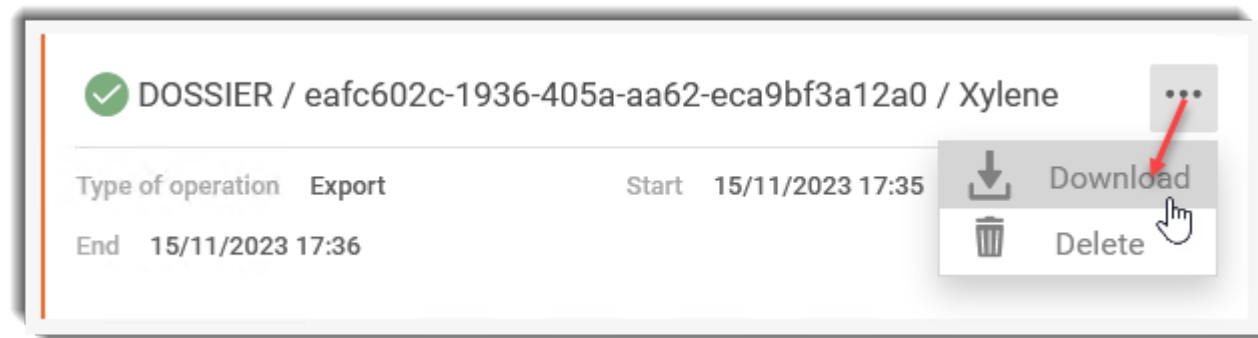 DOSSIER / eafc602c-1936-405a-aa62-eca9bf3a12a0 / Xylene
Type of operation Export Start 15/11/2023 17:35
Download
End 15/11/2023 17:36
Delete